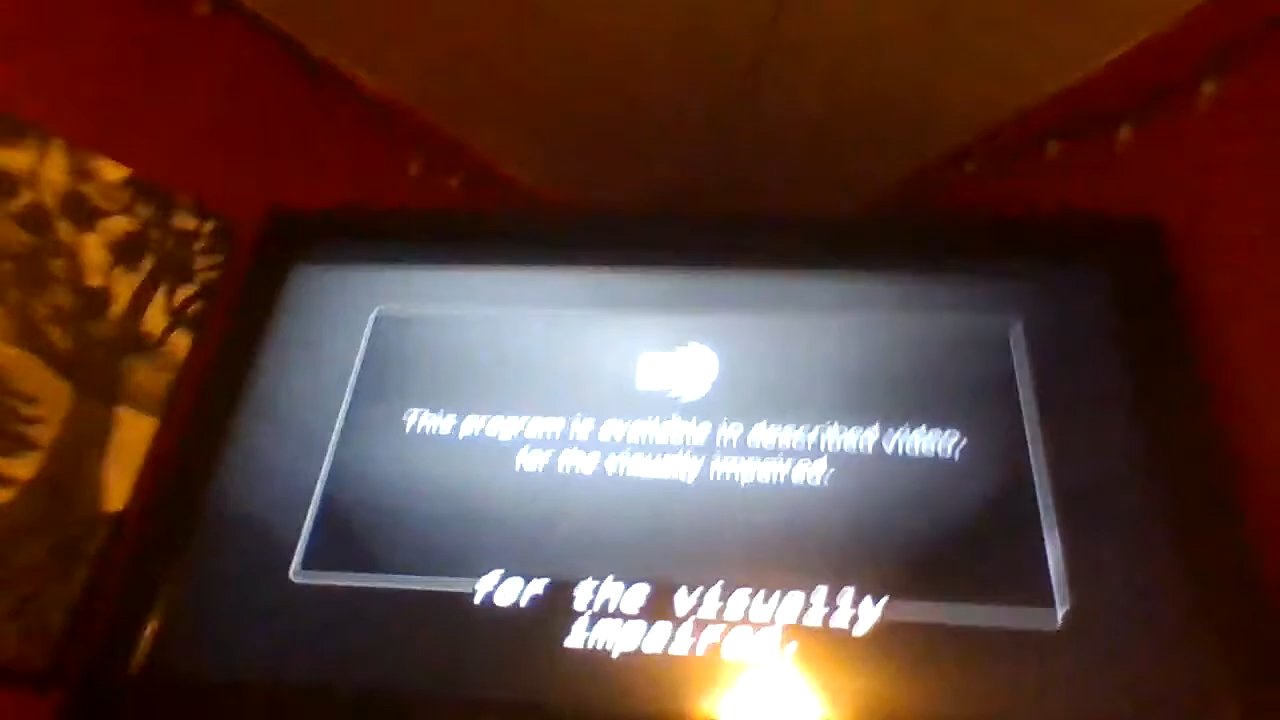 This program is available in described video,
for the visually impaired.
for the visually
impaired.